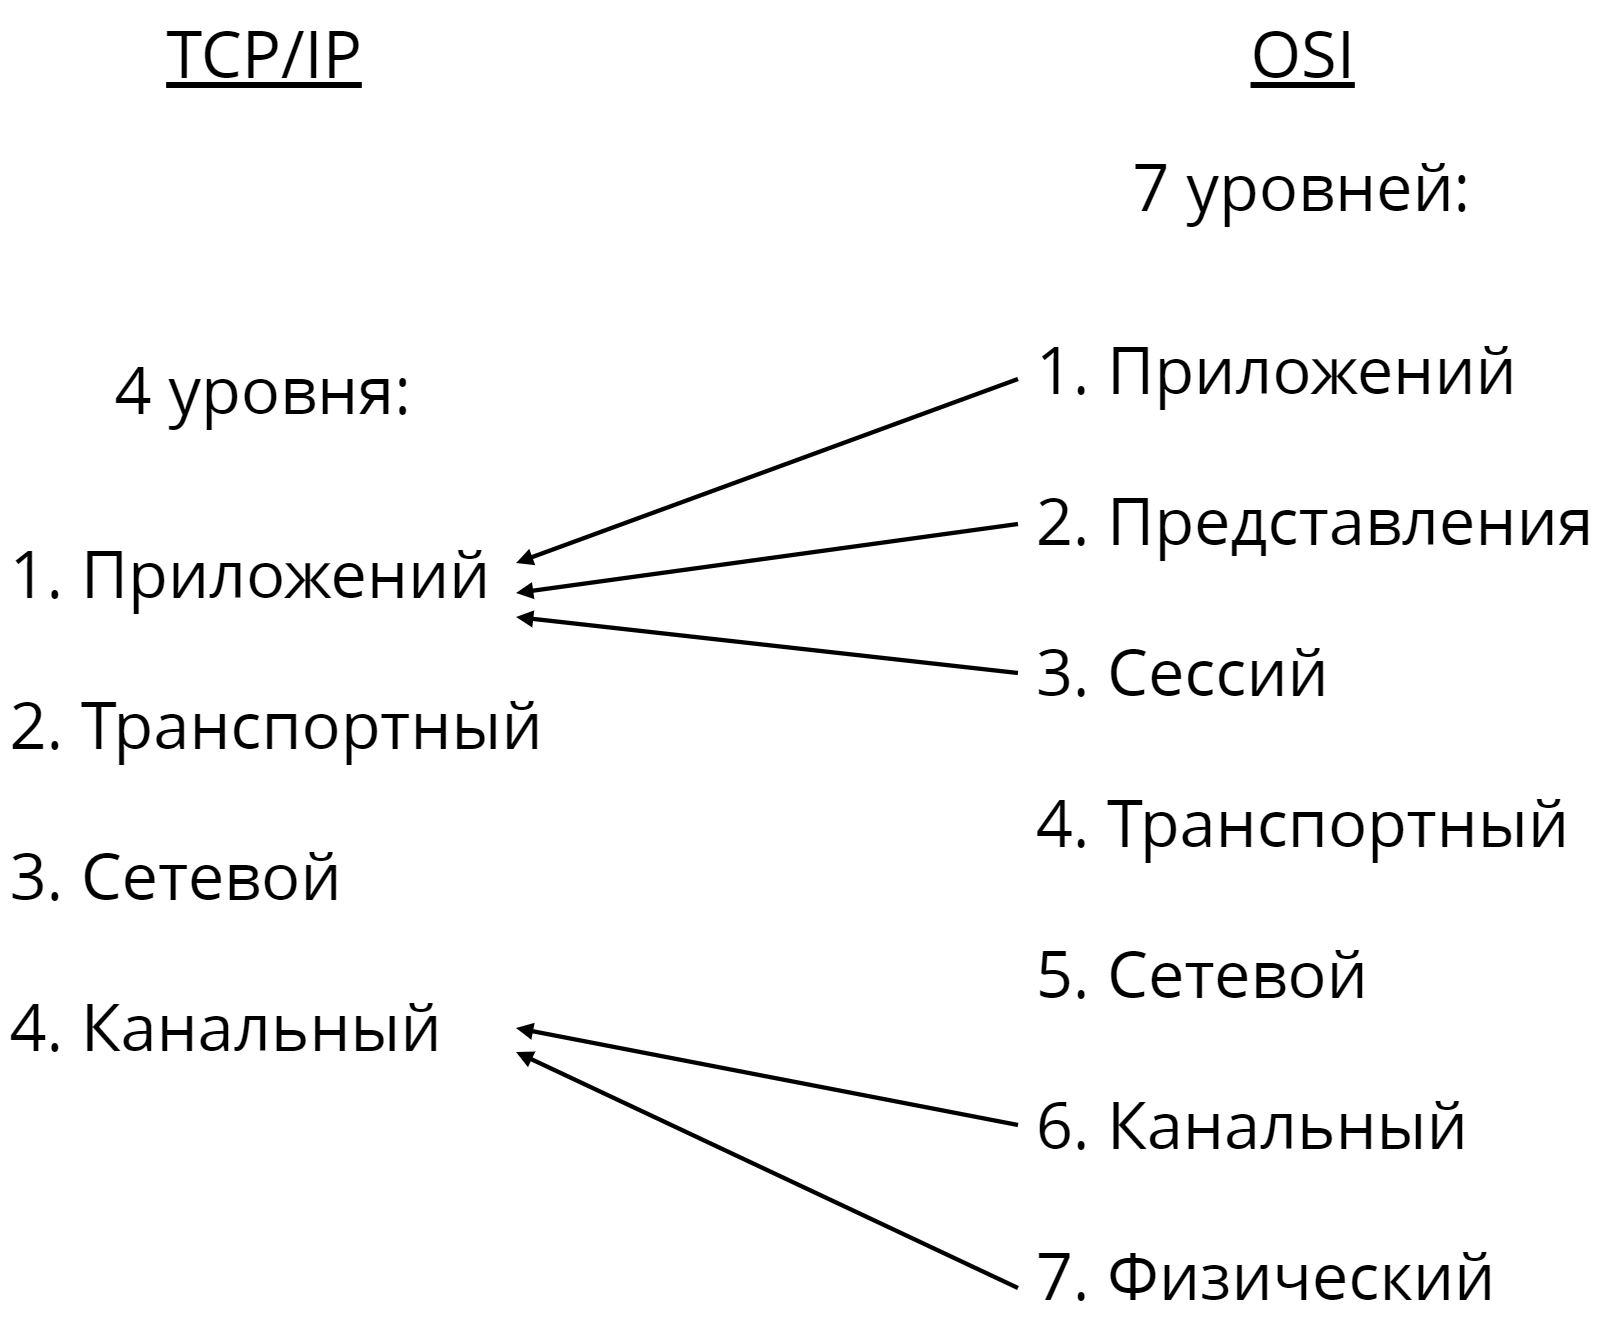 TCP/IP
4 уровня:
1. Приложений
2. Транспортный
3. Сетевой
4. Канальный
OSI
7 уровней:
1. Приложений
2. Представления
3. Сессий
4. Транспортный
5. Сетевой
6. Канальный
7. Физический